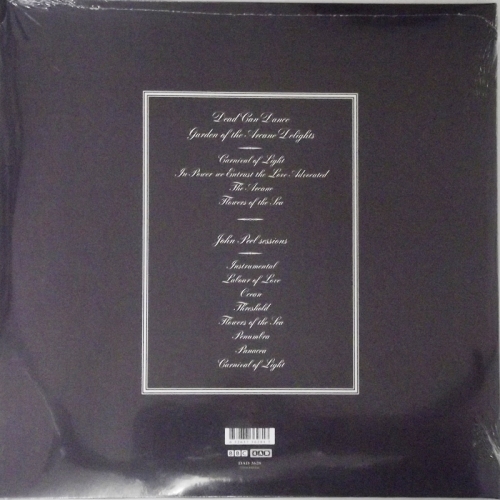 Dead Can Dance
Garden of the Arcane Delights
Carnival of Light
In Power we Entrust the Love Advocated
The Arcane
Flowers of the Sea
John Peel sessions
Instrumental
Labour of Love
Ocean
Threshold
Flowers of the Sea
Penumbra
Panacea
Carnival of Light
BBC
DAD 3628